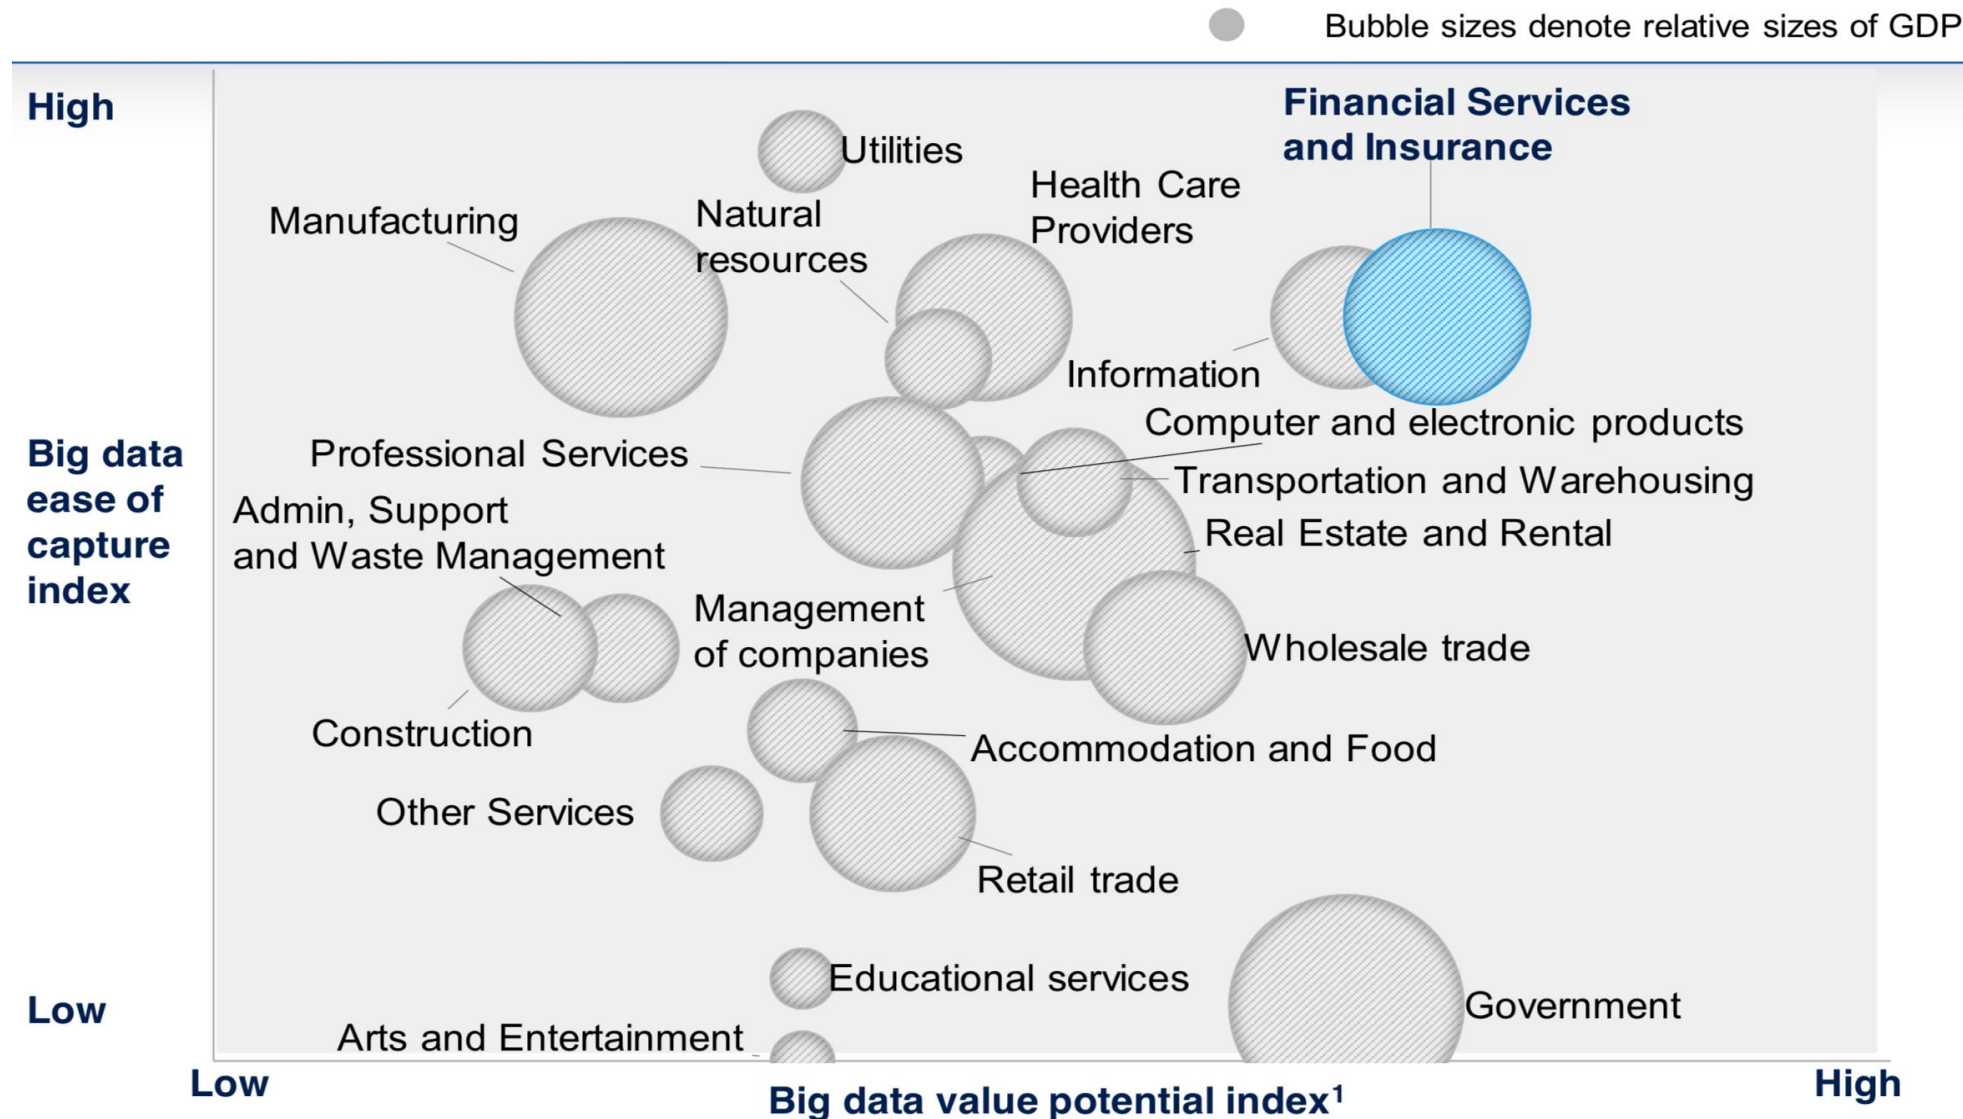 Bubble sizes denote relative sizes of GDP
High
Financial Services
and Insurance
Utilities
Health Care
Providers
Manufacturing
Natural
resources
Information
Computer and electronic products
Big data
ease of
capture
index
Professional Services
Transportation and Warehousing
Admin, Support
and Waste Management
Real Estate and Rental
Management
of companies
Wholesale trade
Construction
Accommodation and Food
Other Services
Retail trade
Educational services
Low
Government
Arts and Entertainment
Low
High
Big data value potential index¹